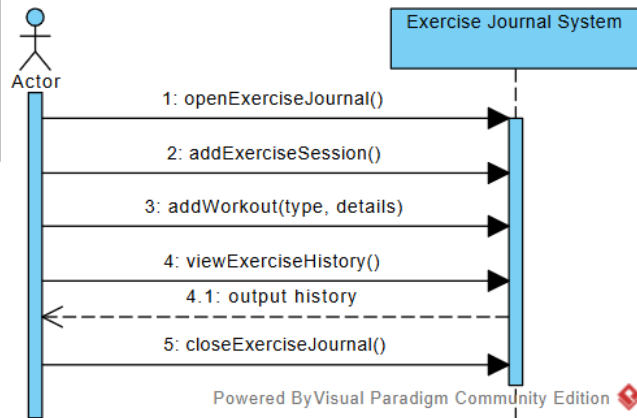 Exercise Journal System
Actor
1: openExerciseJournal()
2: addExerciseSession()
3: addWorkout(type, details)
4: viewExerciseHistory()
4.1: output history
5: closeExerciseJournal()
Powered By Visual Paradigm Community Edition